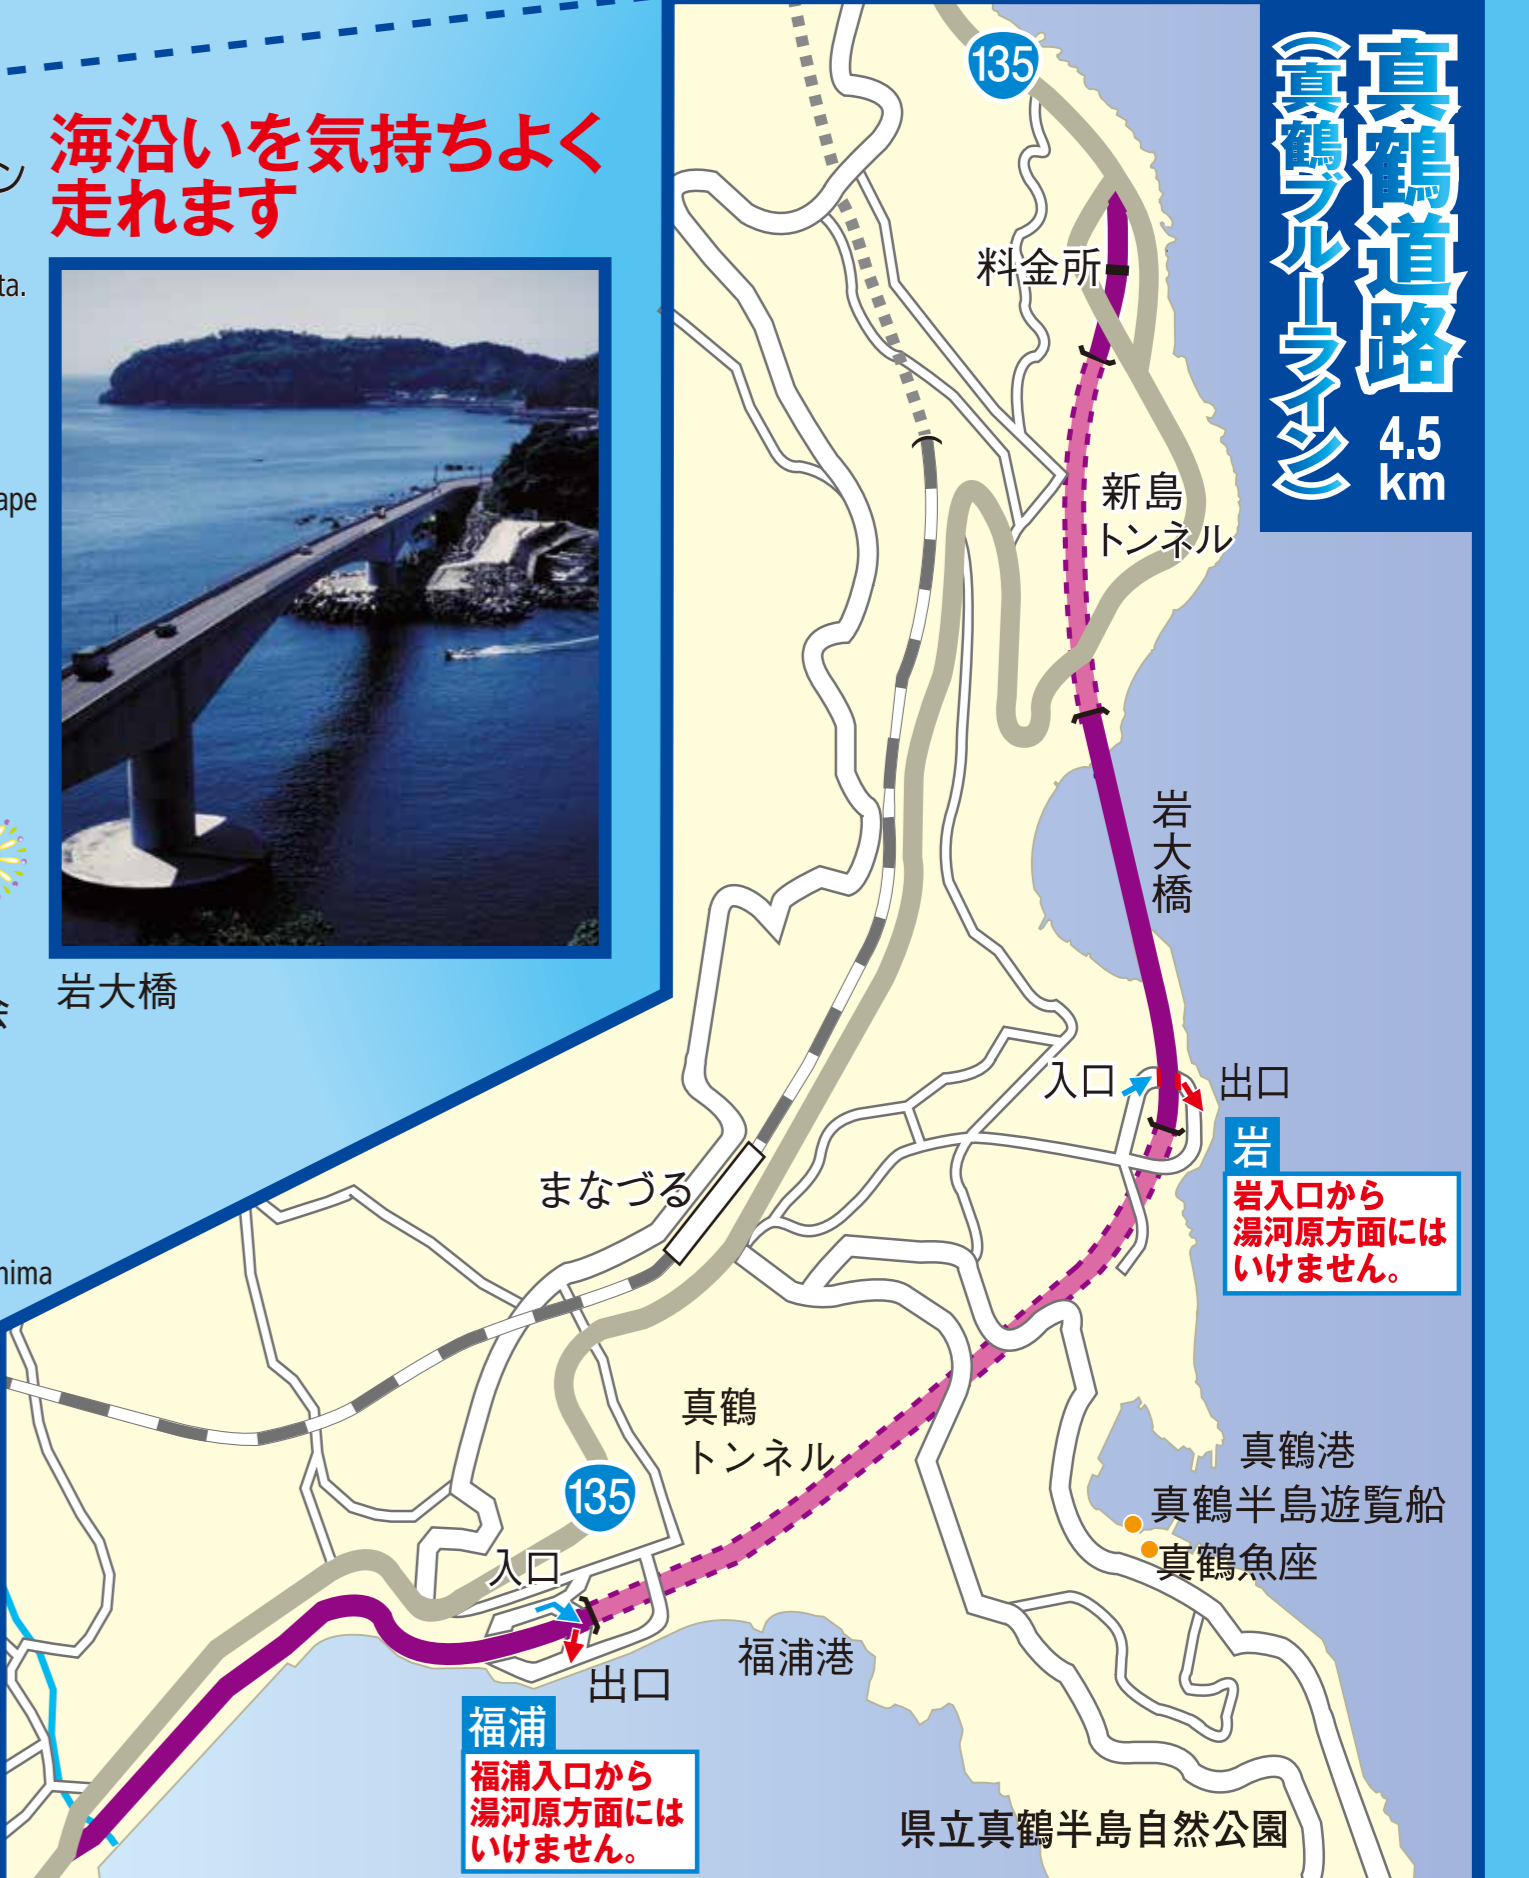 真鶴道路
4.5
km
(真鶴ブルーライン)
海沿いを気持ちよく
走れます
岩大橋
135
料金所
新島
トンネル
岩大橋
入口
出口
岩
岩入口から
湯河原方面には
いけません。
まなづる
真鶴
トンネル
135
真鶴港
真鶴半島遊覧船
真鶴魚座
入口
出口
福浦港
福浦
福浦入口から
湯河原方面には
いけません。
県立真鶴半島自然公園
ン
ta.
ape
hima